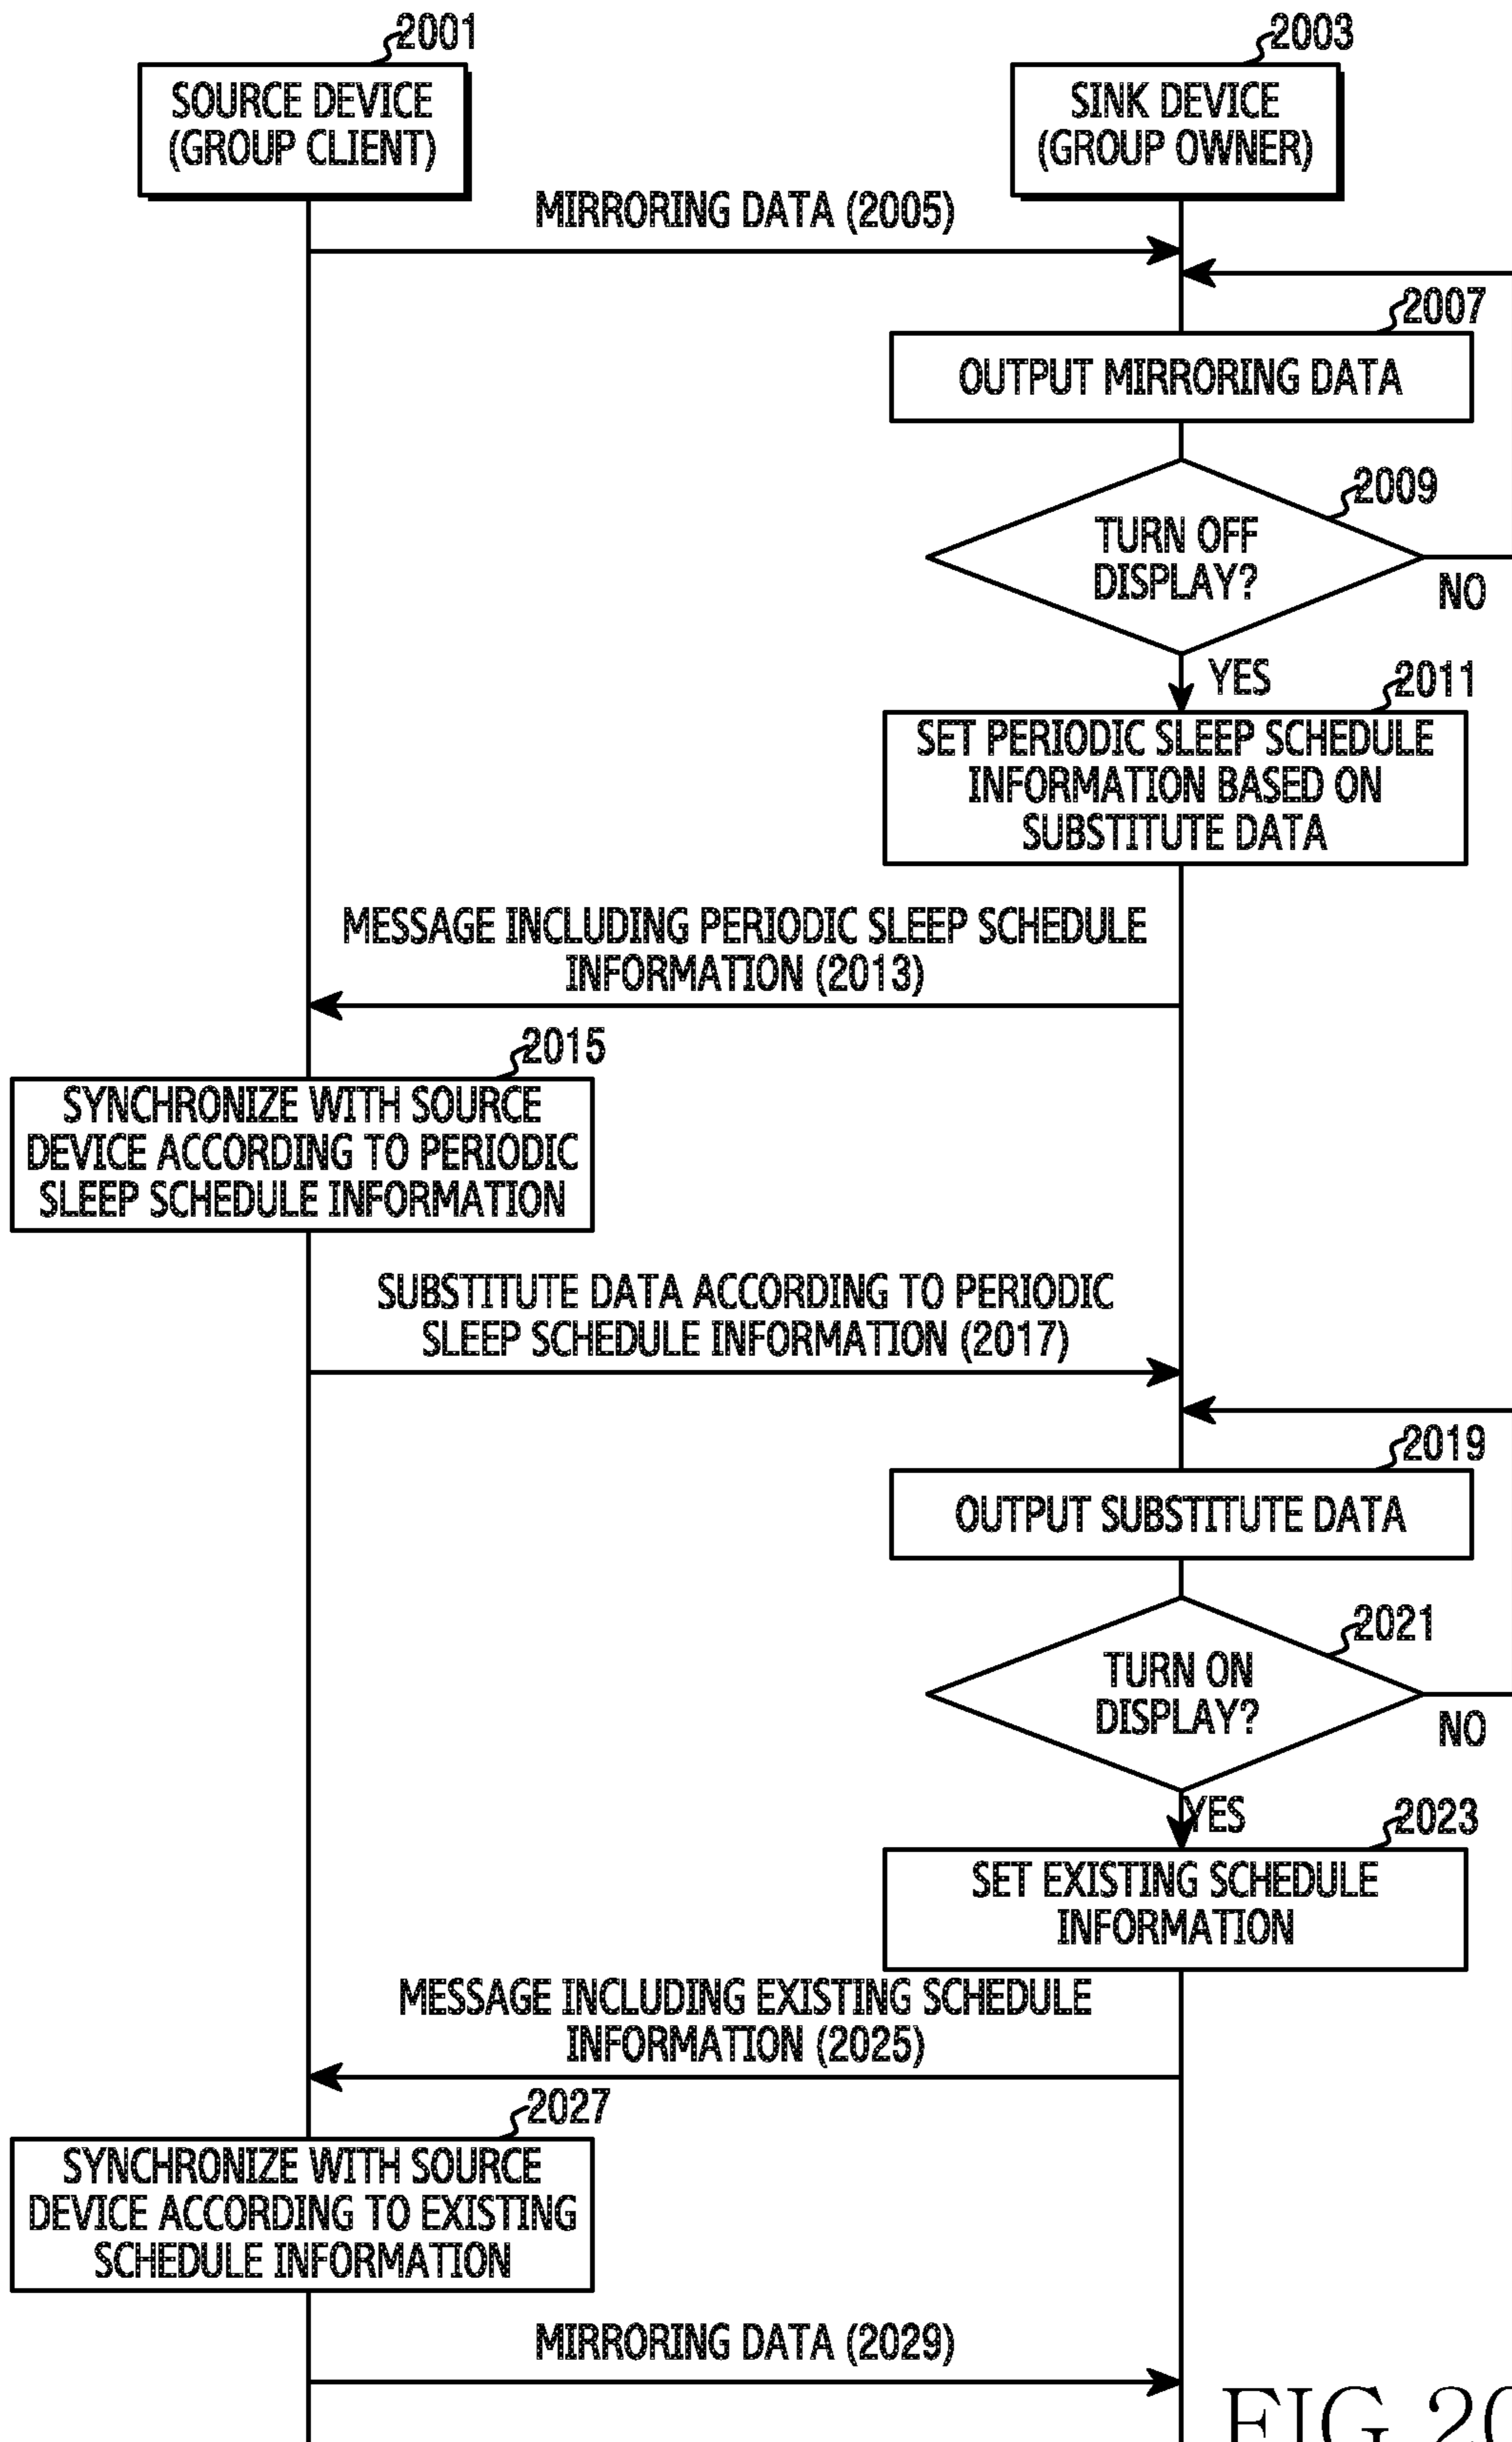 2001
SOURCE DEVICE
(GROUP CLIENT)
2003
SINK DEVICE
(GROUP OWNER)
MIRRORING DATA (2005)
2007
OUTPUT MIRRORING DATA
2009
TURN OFF
DISPLAY?
NO
YES
2011
SET PERIODIC SLEEP SCHEDULE
INFORMATION BASED ON
SUBSTITUTE DATA
MESSAGE INCLUDING PERIODIC SLEEP SCHEDULE
INFORMATION (2013)
2015
SYNCHRONIZE WITH SOURCE
DEVICE ACCORDING TO PERIODIC
SLEEP SCHEDULE INFORMATION
SUBSTITUTE DATA ACCORDING TO PERIODIC
SLEEP SCHEDULE INFORMATION (2017)
2019
OUTPUT SUBSTITUTE DATA
2021
TURN ON
DISPLAY?
NO
YES
2023
SET EXISTING SCHEDULE
INFORMATION
MESSAGE INCLUDING EXISTING SCHEDULE
INFORMATION (2025)
2027
SYNCHRONIZE WITH SOURCE
DEVICE ACCORDING TO EXISTING
SCHEDULE INFORMATION
MIRRORING DATA (2029)
FIG.20